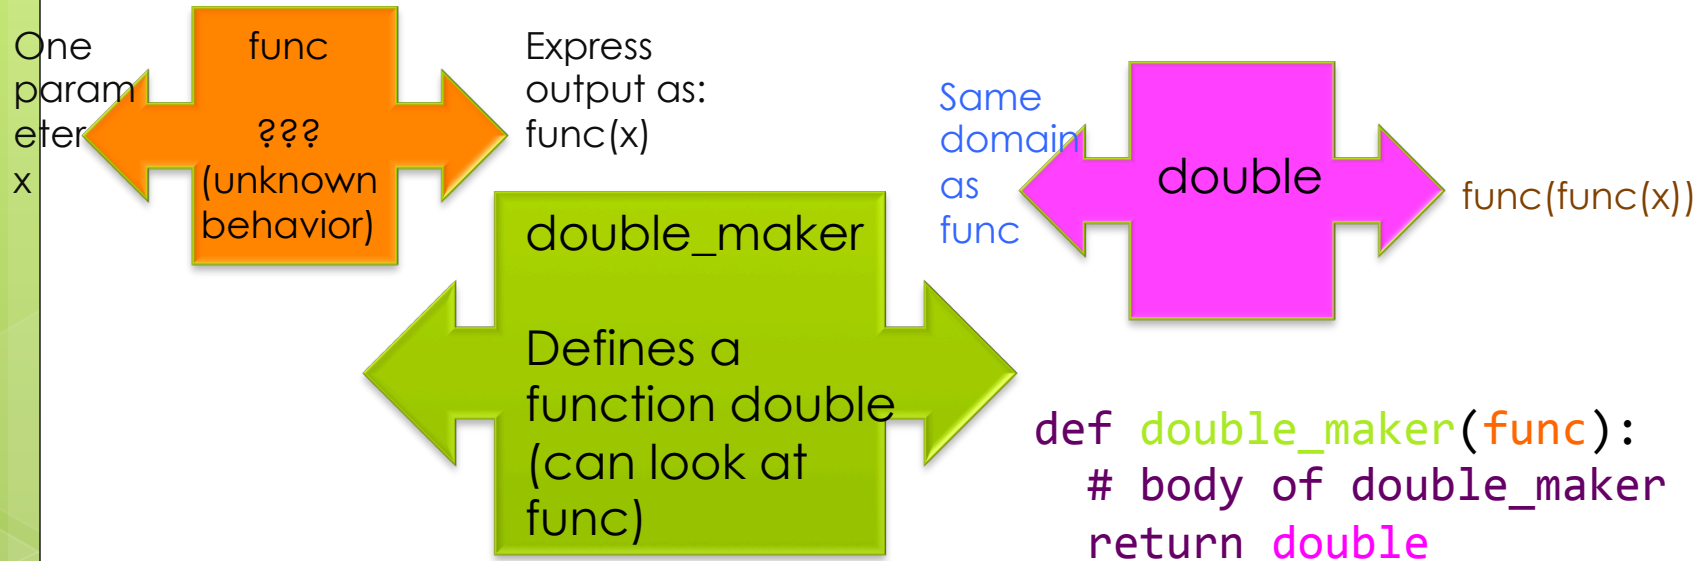 One
param
eter
x
func
???
(unknown
behavior)
Express
output as:
func(x)
double_maker
Defines a
function double
(can look at
func)
Same
domain
as
func
double
func(func(x))
def double_maker(func):
# body of double_maker
return double